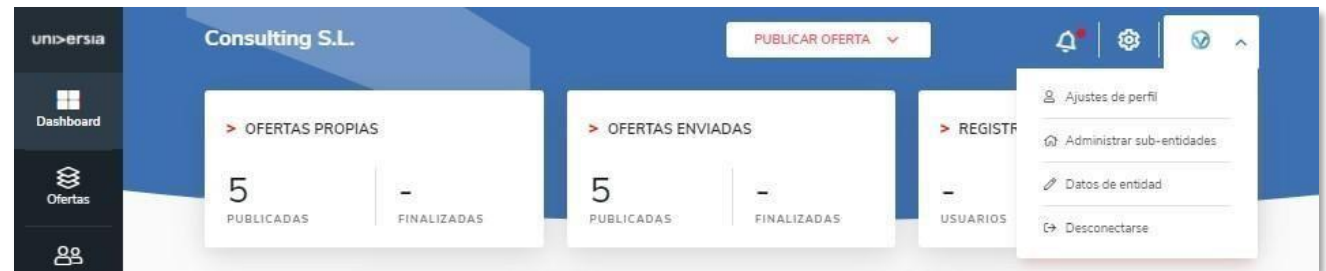 uni>ersia
Consulting S.L.
PUBLICAR OFERTA
Dashboard
Ofertas
> OFERTAS PROPIAS
5
PUBLICADAS
-
FINALIZADAS
> OFERTAS ENVIADAS
5
PUBLICADAS
-
FINALIZADAS
> REGISTR
-
USUARIOS
Ajustes de perfil
Administrar sub-entidades
Datos de entidad
Desconectarse